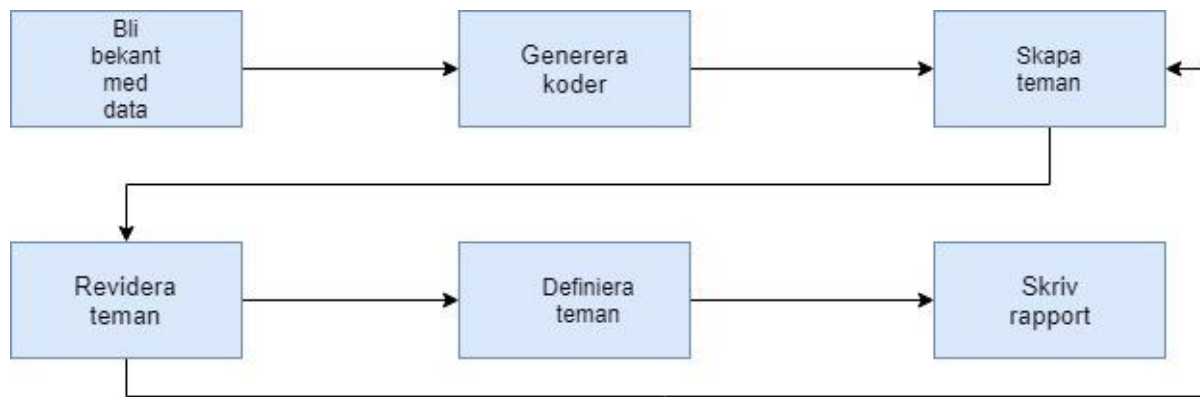 Bli
bekant
med
data
Generera
koder
Skapa
teman
Revidera
teman
Definiera
teman
Skriv
rapport